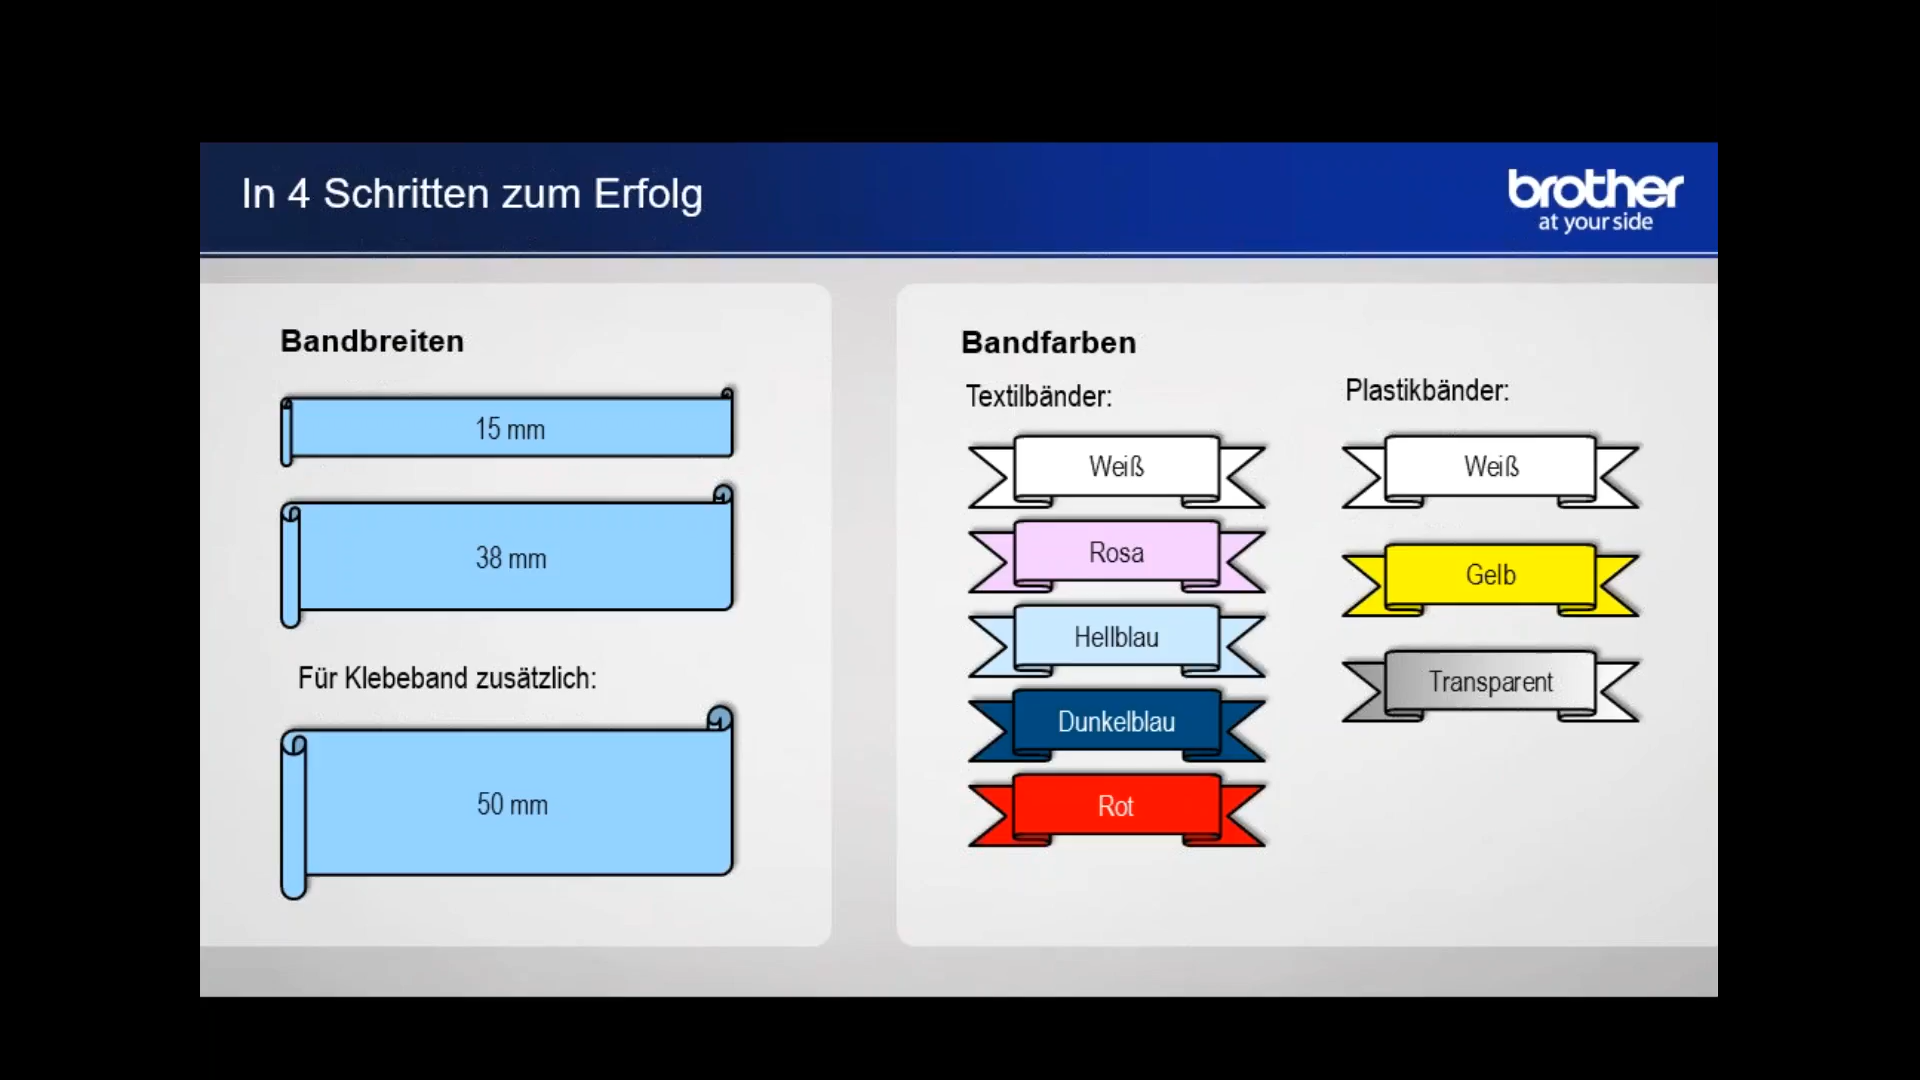 In 4 Schritten zum Erfolg
brother
at your side
Bandbreiten
15 mm
38 mm
Für Klebeband zusätzlich:
50 mm
Bandfarben
Textilbänder:
Weiß
Rosa
Hellblau
Dunkelblau
Rot
Plastikbänder:
Weiß
Gelb
Transparent